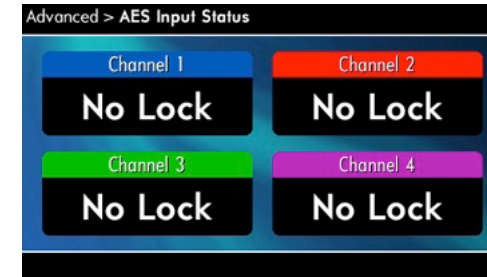 Advanced > AES Input Status
Channel 1
Channel 2
No Lock
No Lock
Channel 3
Channel 4
No Lock
No Lock